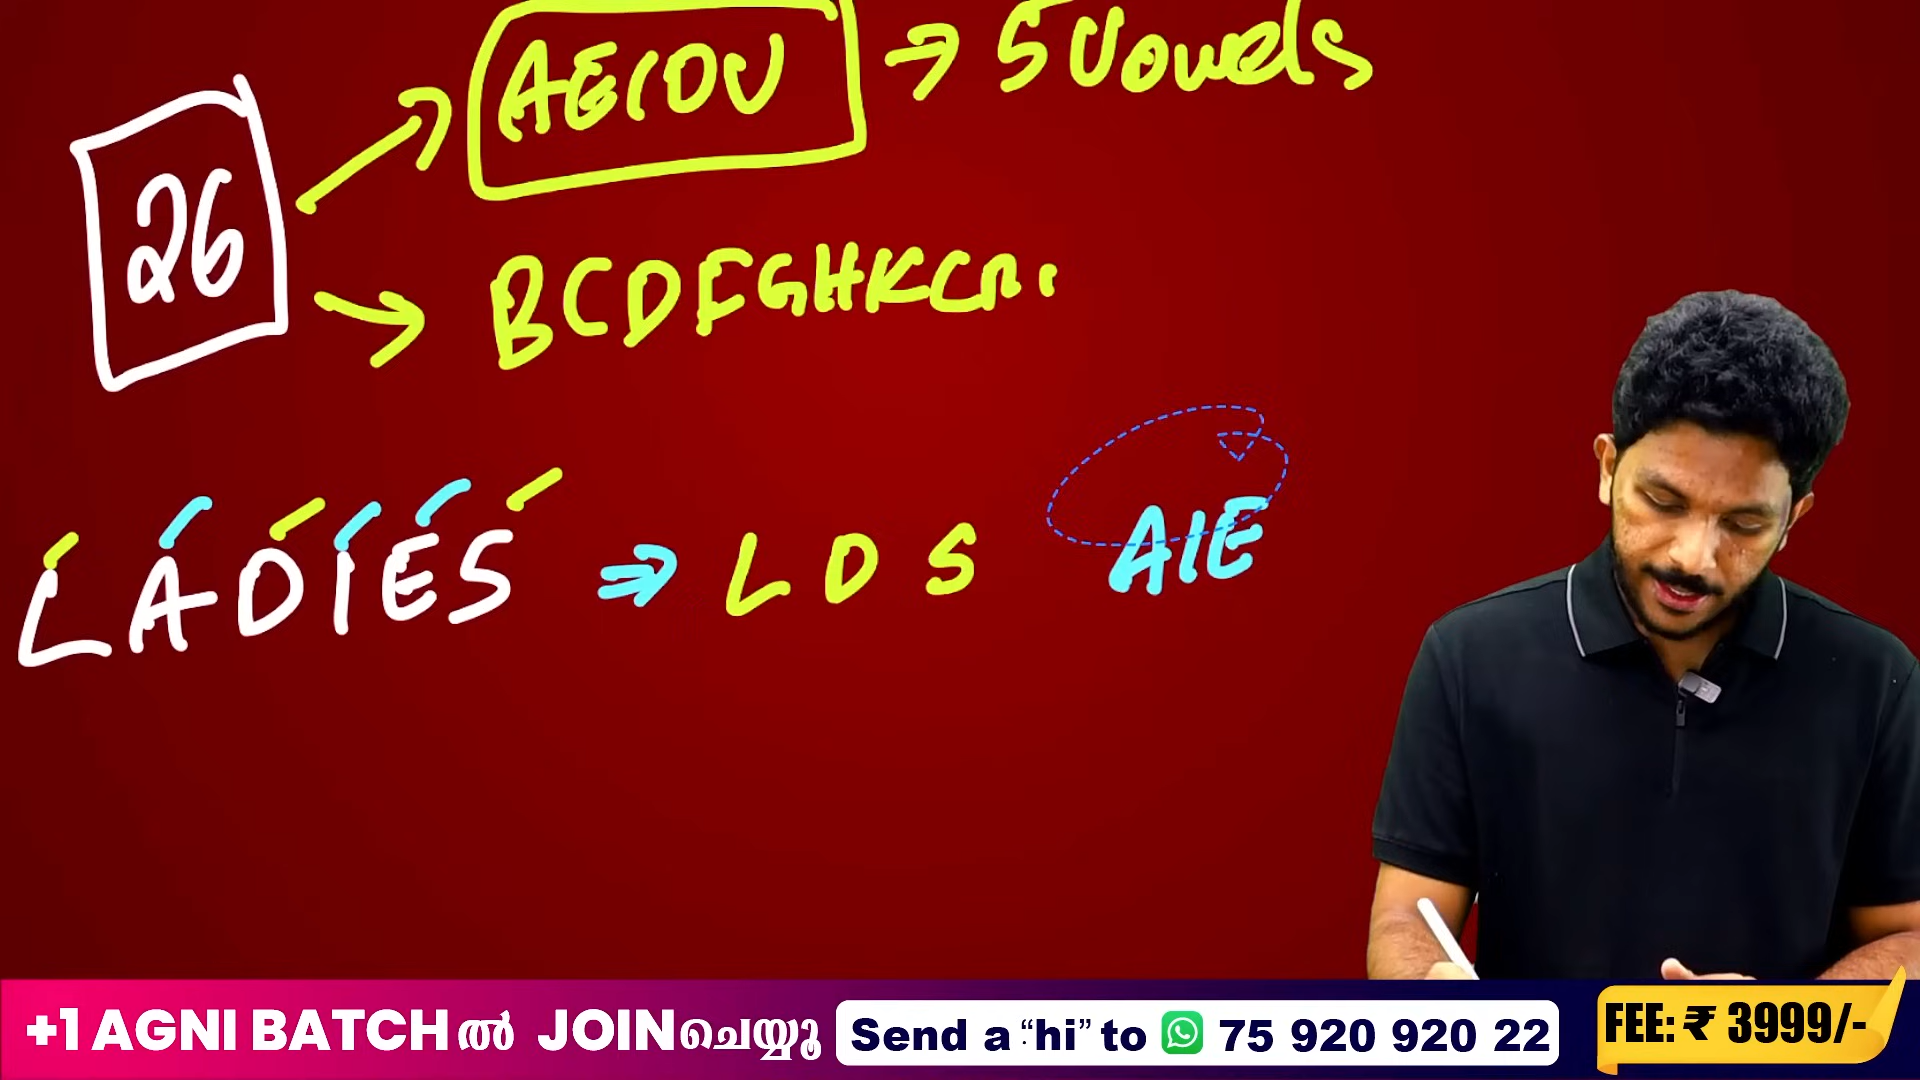 AEIOU → 5 Vowels
26
→ BCDFGHK
LADIES ⇒ L D S AIE
+1 AGNI BATCH ൽ JOIN ചെയ്യൂ Send a “hi” to 75 920 920 22 FEE: ₹ 3999/-